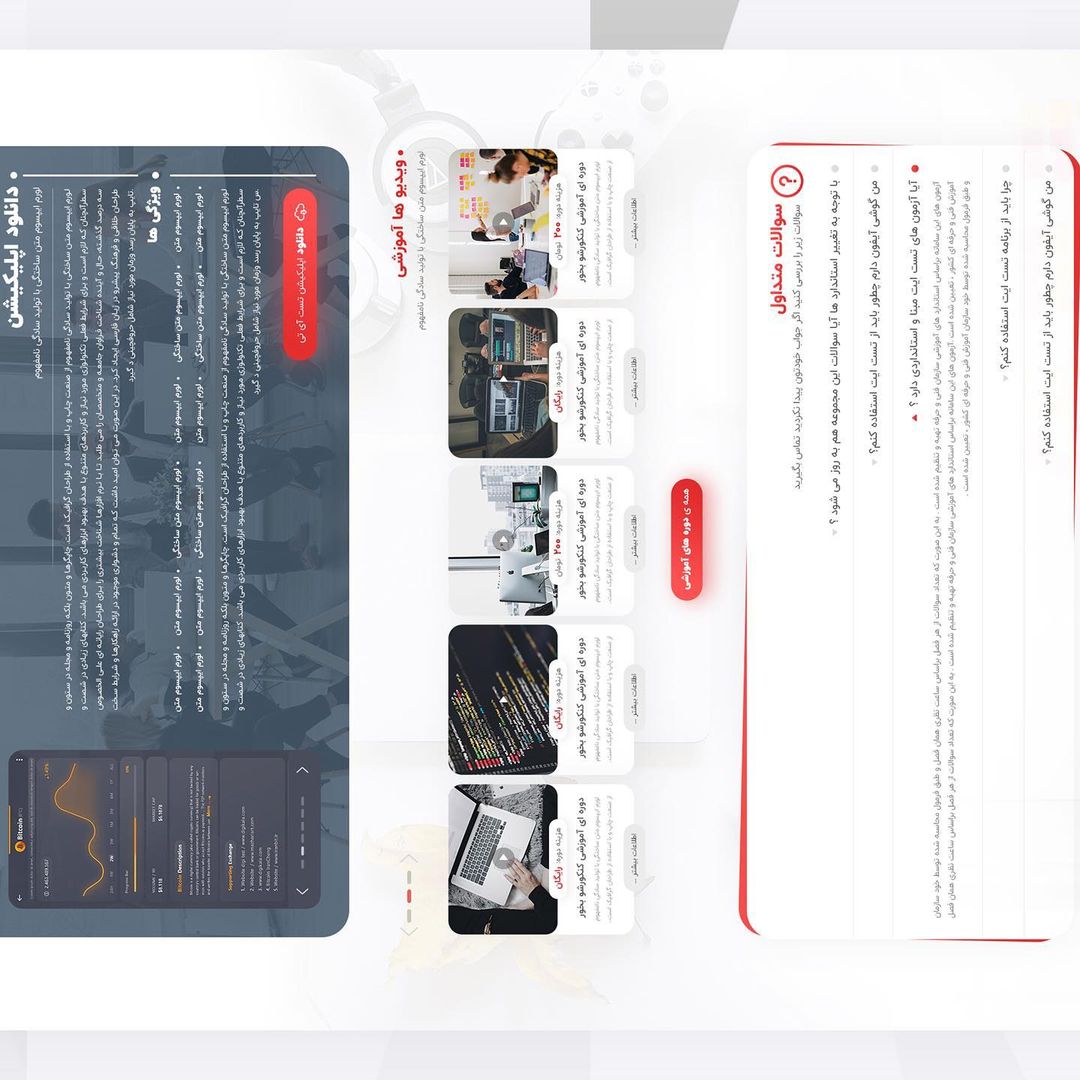 دانلود اپلیکیشن
لورم ایپسوم متن ساختگی با تولید سادگی نامفهوم
لورم ایپسوم متن ساختگی با تولید سادگی نامفهوم از صنعت چاپ و با استفاده از طراحان گرافیک است. چاپگرها و متون بلکه روزنامه و مجله در ستون و
سطرآنچنان که لازم است و برای شرایط فعلی تکنولوژی مورد نیاز و کاربردهای متنوع با هدف بهبود ابزارهای کاربردی می باشد. کتابهای زیادی در شصت و
سه درصد گذشته، حال و آینده شناخت فراوان جامعه و متخصصان را می طلبد تا با نرم افزارها شناخت بیشتری را برای طراحان رایانه ای علی الخصوص
طراحان خلاقی و فرهنگ پیشرو در زبان فارسی ایجاد کرد. در این صورت می توان امید داشت که تمام و دشواری موجود در ارائه راهکارها و شرایط سخت
تایپ به پایان رسد وزمان مورد نیاز شامل حروفچینی د گیرد.
ویژگی ها
• لورم ایپسوم متن • لورم ایپسوم متن ساختگی • لورم ایپسوم متن • لورم ایپسوم متن ساختگی • لورم ایپسوم متن • لورم ایپسوم متن
• لورم ایپسوم متن • لورم ایپسوم متن ساختگی • لورم ایپسوم متن • لورم ایپسوم متن ساختگی • لورم ایپسوم متن • لورم ایپسوم متن
لورم ایپسوم متن ساختگی با تولید سادگی نامفهوم از صنعت چاپ و با استفاده از طراحان گرافیک است. چاپگرها و متون بلکه روزنامه و مجله در ستون و
سطرآنچنان که لازم است و برای شرایط فعلی تکنولوژی مورد نیاز و کاربردهای متنوع با هدف بهبود ابزارهای کاربردی می باشد. کتابهای زیادی در شصت و
س تایپ به پایان رسد وزمان مورد نیاز شامل حروفچینی د گیرد.
دانلود اپلیکیشن تست آی تی
Bitcoin (BTC)
2.463.489.567
1.49%
24H 1W 2W 1M 3M 6M 1Y ALL
Progress Bar
VOLUME / 1D MARKET CAP
$8.118 $6.1878
Bitcoin Description
More
Supporting Exchange
1. Website digi test / www.digikala.com
2. Website / www.mazhariart.com
3. www.digikala.com
4. Bitcoin IranCheng
5. Website / www.iranbit.ir
ویدیو ها آموزشی
لورم ایپسوم متن ساختگی با تولید سادگی نامفهوم
هزینه دوره: ۲۰۰ تومان
دوره ای آموزشی کنکورشو بخور
لورم ایپسوم متن ساختگی با تولید سادگی نامفهوم
از صنعت چاپ و با استفاده از طراحان گرافیک است.
اطلاعات بیشتر ...
هزینه دوره: رایگان
دوره ای آموزشی کنکورشو بخور
لورم ایپسوم متن ساختگی با تولید سادگی نامفهوم
از صنعت چاپ و با استفاده از طراحان گرافیک است.
اطلاعات بیشتر ...
هزینه دوره: ۲۰۰ تومان
دوره ای آموزشی کنکورشو بخور
لورم ایپسوم متن ساختگی با تولید سادگی نامفهوم
از صنعت چاپ و با استفاده از طراحان گرافیک است.
اطلاعات بیشتر ...
هزینه دوره: رایگان
دوره ای آموزشی کنکورشو بخور
لورم ایپسوم متن ساختگی با تولید سادگی نامفهوم
از صنعت چاپ و با استفاده از طراحان گرافیک است.
اطلاعات بیشتر ...
هزینه دوره: رایگان
دوره ای آموزشی کنکورشو بخور
لورم ایپسوم متن ساختگی با تولید سادگی نامفهوم
از صنعت چاپ و با استفاده از طراحان گرافیک است.
اطلاعات بیشتر ...
همه ی دوره های آموزشی
سوالات متداول
سوالات زیر را بررسی کنید اگر جواب خودتون پیدا نکردید تماس بگیرید
با توجه به تغییر استاندارد ها آیا سوالات این مجموعه هم به روز می شود ؟
من گوشی آیفون دارم چطور باید از تست ایت استفاده کنم؟
آیا آزمون های تست ایت مبنا و استانداردی دارد ؟
آزمون های این سامانه براساس استاندارد های آموزشی سازمان فنی و حرفه تهیه و تنظیم شده است . به این صورت که تعداد سوالات از هر فصل براساس ساعت نظری همان فصل و طبق فرمول محاسبه شده توسط خود سازمان
آموزش فنی و حرفه ای کشور ، تعیین شده است .آزمون های این سامانه براساس استاندارد های آموزشی سازمان فنی و حرفه تهیه و تنظیم شده است . به این صورت که تعداد سوالات از هر فصل براساس ساعت نظری همان فصل
و طبق فرمول محاسبه شده توسط خود سازمان آموزش فنی و حرفه ای کشور ، تعیین شده است .
چرا باید از برنامه تست ایت استفاده کنم؟
من گوشی آیفون دارم چطور باید از تست ایت استفاده کنم؟